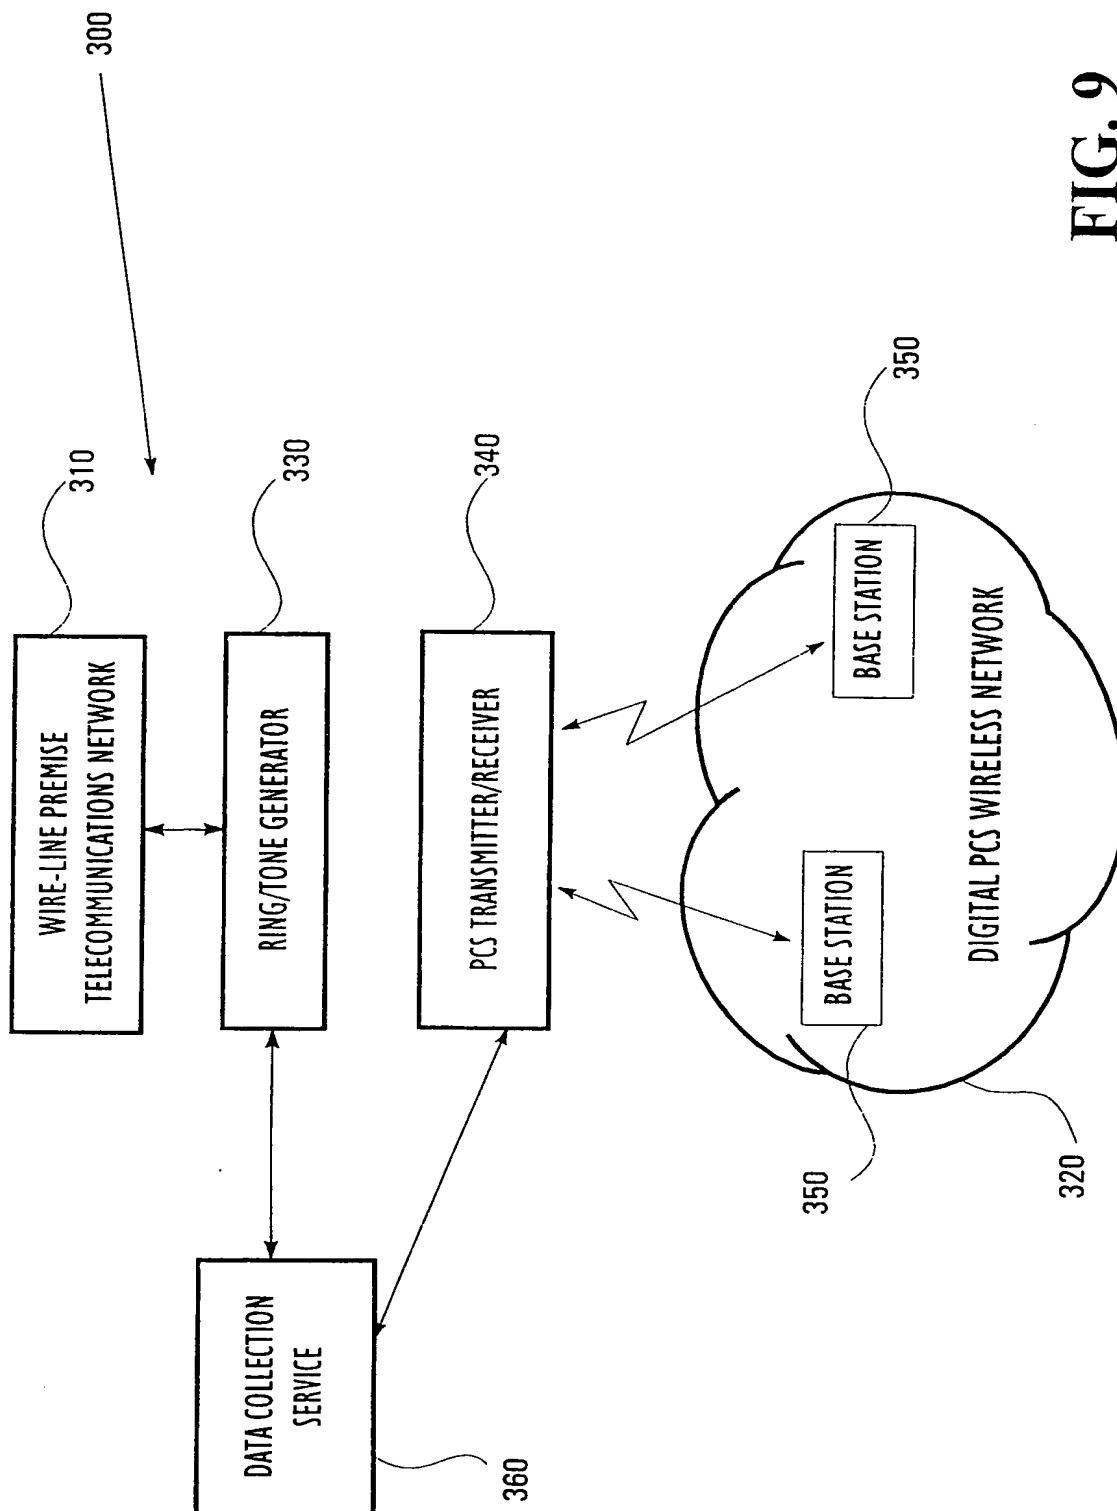 300
310
WIRE-LINE PREMISE
TELECOMMUNICATIONS NETWORK
330
RING/TONE GENERATOR
340
PCS TRANSMITTER/RECEIVER
DATA COLLECTION
SERVICE
360
350
BASE STATION
350
BASE STATION
DIGITAL PCS WIRELESS NETWORK
320
FIG. 9